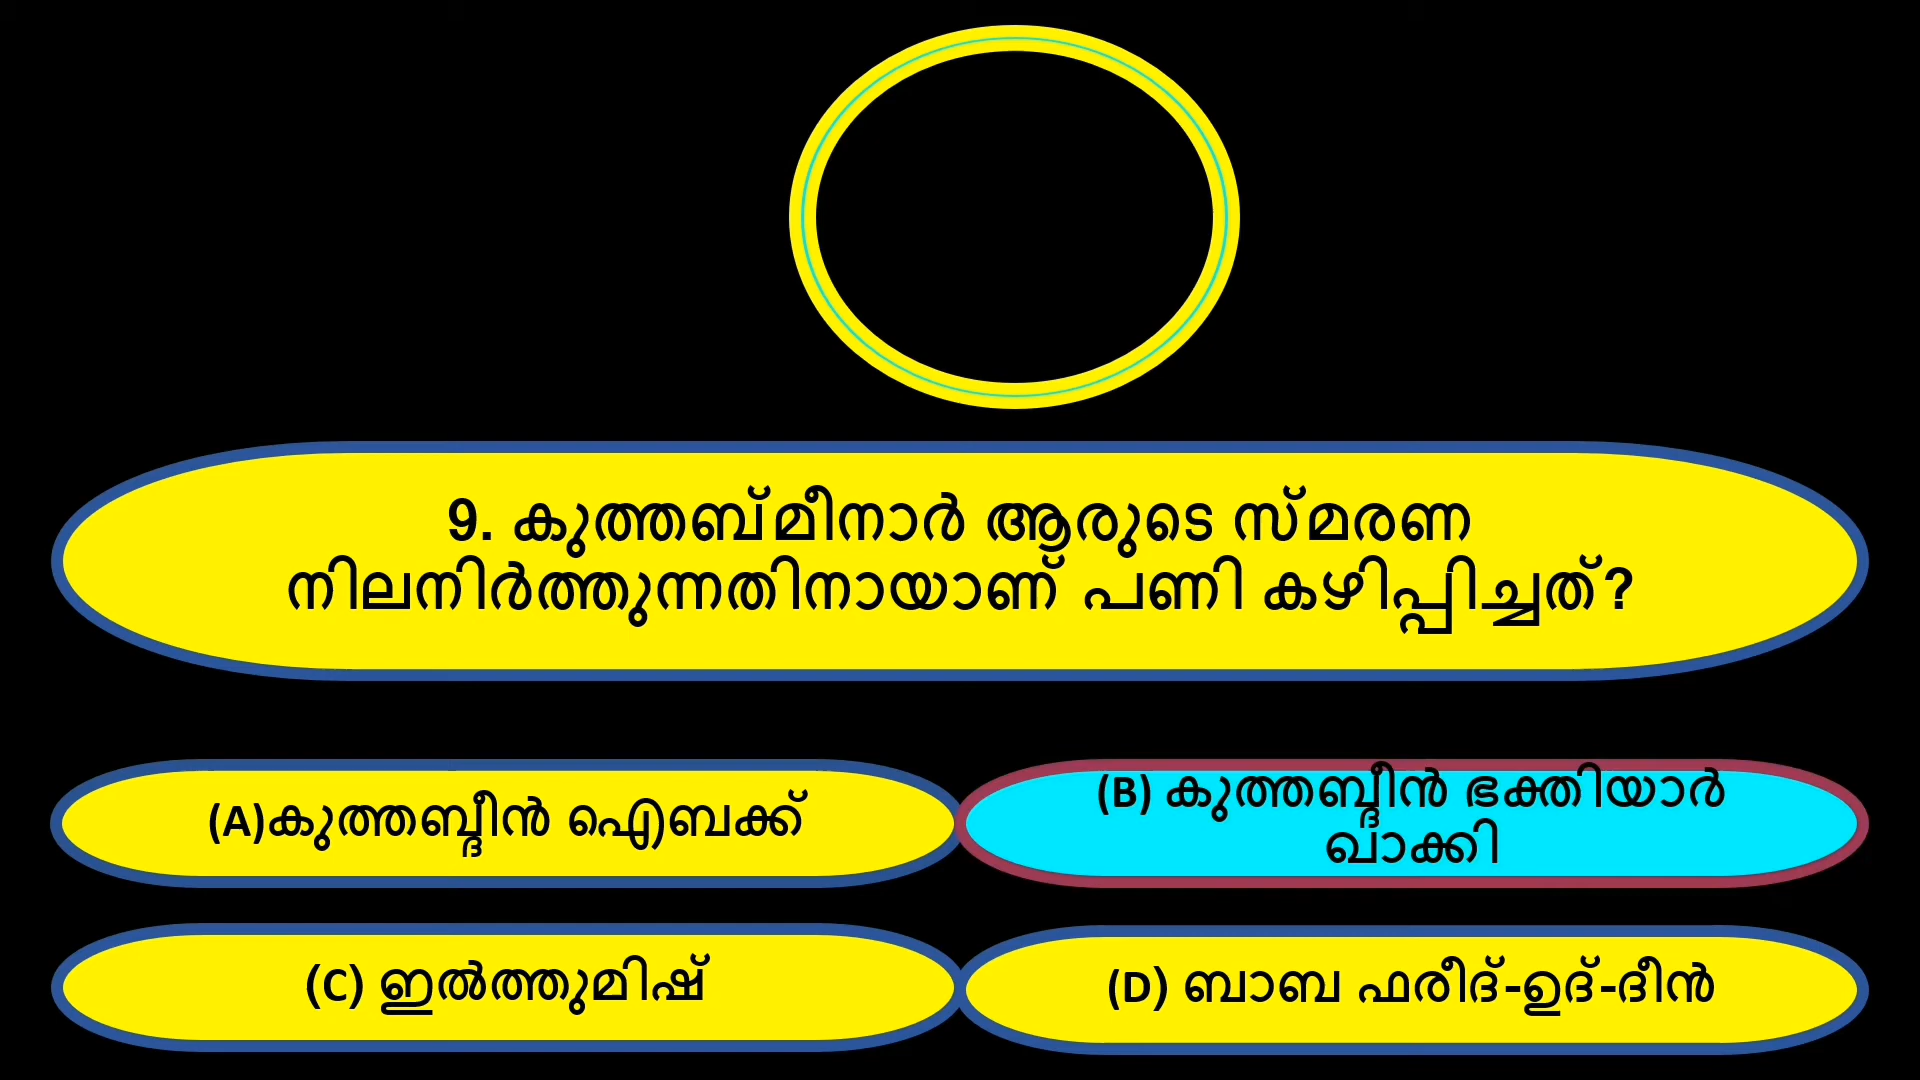 9. കുത്തബ്മീനാർ ആരുടെ സ്മരണ
നിലനിർത്തുന്നതിനായാണ് പണി കഴിപ്പിച്ചത്?
(A)കുത്തബ്ദീൻ ഐബക്ക്
(B) കുത്തബ്ദീൻ ഭക്തിയാർ
ഖാക്കി
(C) ഇൽത്തുമിഷ്
(D) ബാബ ഫരീദ്-ഉദ്-ദീൻ